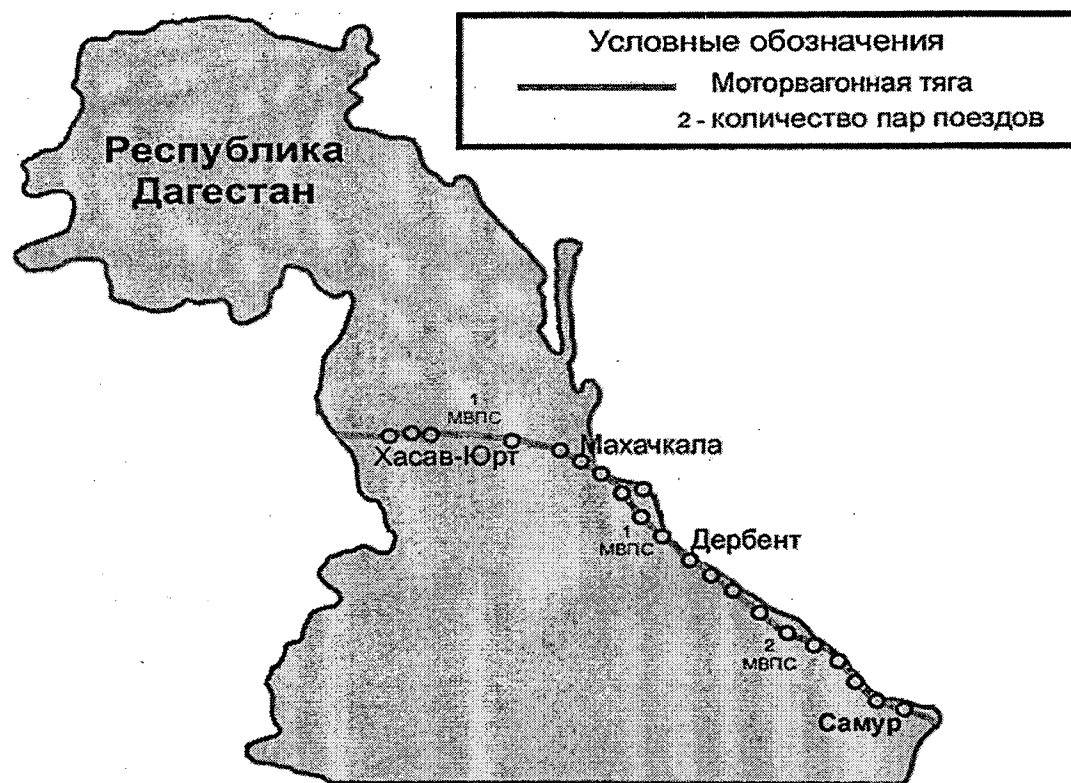 Условные обозначения
Моторвагонная тяга
2 - количество пар поездов
Республика
Дагестан
1
МВПС
Хасав-Юрт
Махачкала
1
МВПС
Дербент
2
МВПС
Самур